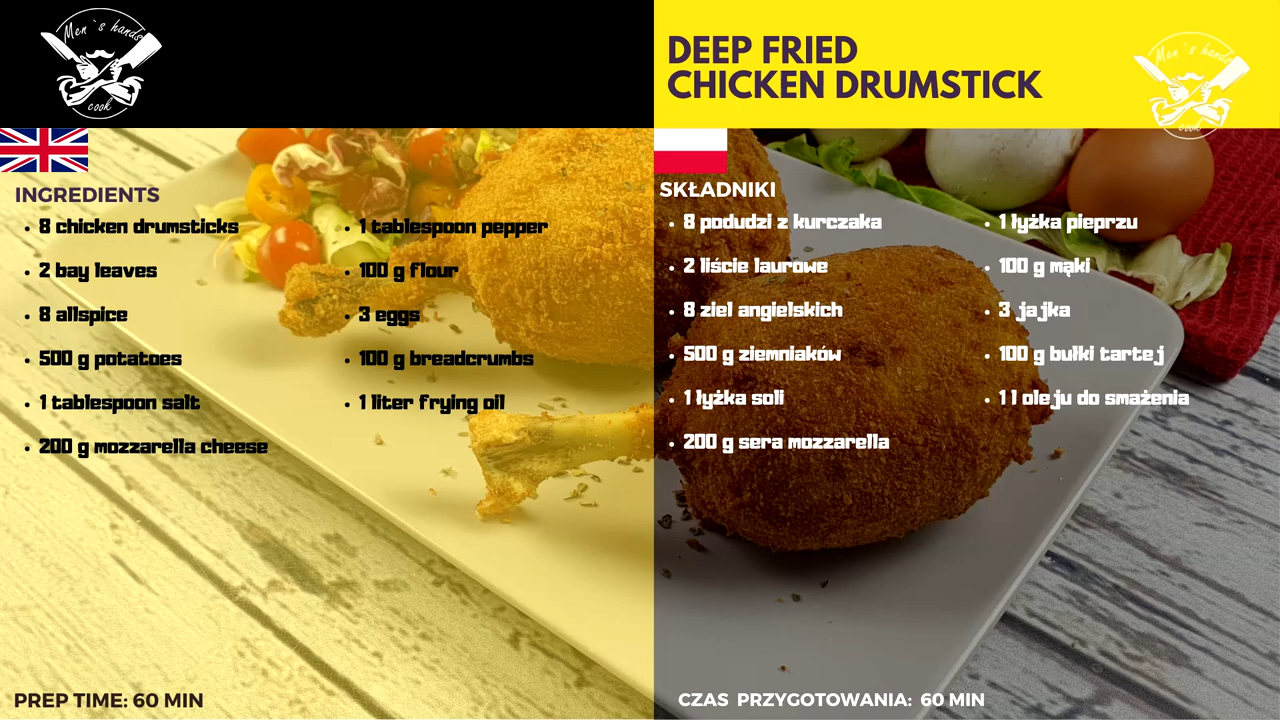 Men`s hands
cook
DEEP FRIED
CHICKEN DRUMSTICK
Men`s hands
cook
INGREDIENTS
• 8 chicken drumsticks
• 2 bay leaves
• 8 allspice
• 500 g potatoes
• 1 tablespoon salt
• 200 g mozzarella cheese
• 1 tablespoon pepper
• 100 g flour
• 3 eggs
• 100 g breadcrumbs
• 1 liter frying oil
PREP TIME: 60 MIN
SKŁADNIKI
• 8 podudzi z kurczaka
• 2 liście laurowe
• 8 ziel angielskich
• 500 g ziemniaków
• 1 łyżka soli
• 200 g sera mozzarella
• 1 łyżka pieprzu
• 100 g mąki
• 3 jajka
• 100 g bułki tartej
• 1 l oleju do smażenia
CZAS PRZYGOTOWANIA: 60 MIN